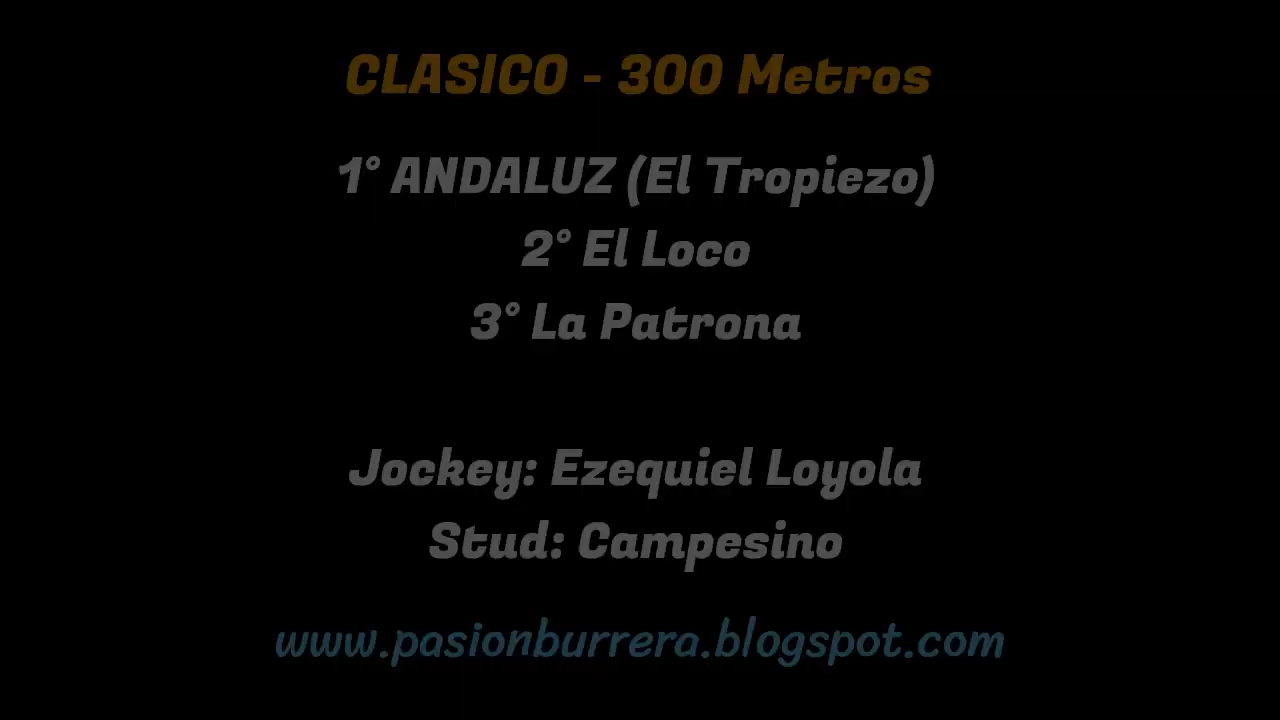 CLASICO - 300 Metros
1° ANDALUZ (El Tropiezo)
2° El Loco
3° La Patrona
Jockey: Ezequiel Loyola
Stud: Campesino
www.pasionburrera.blogspot.com